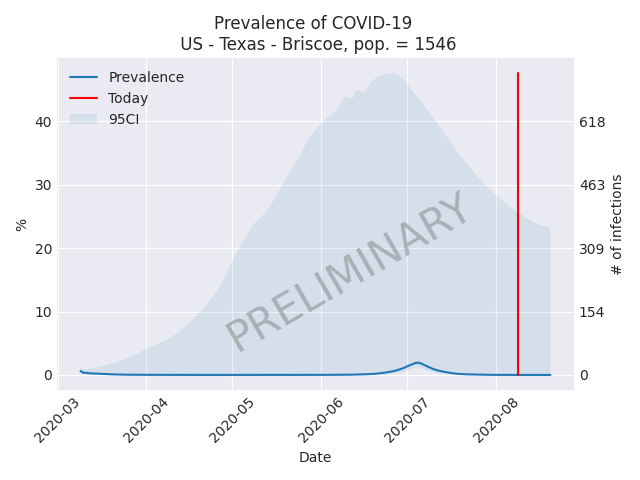 Prevalence of COVID-19
US - Texas - Briscoe, pop. = 1546
Prevalence
Today
95CI
%
40
30
20
10
0
618
463
309
154
0
# of infections
PRELIMINARY
2020-03
2020-04
2020-05
2020-06
2020-07
2020-08
Date